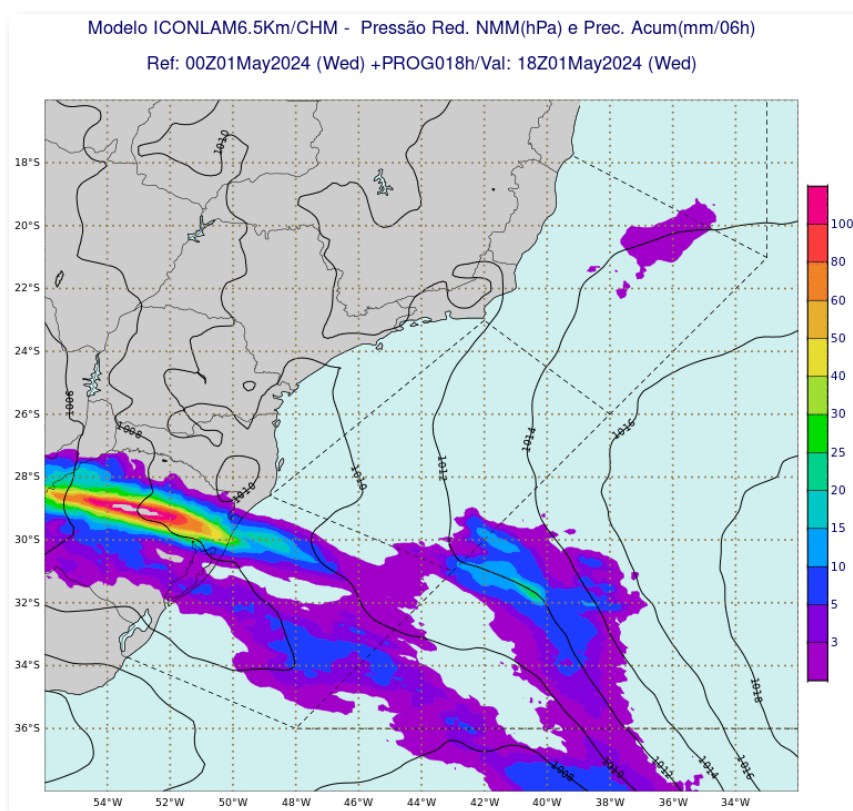 Modelo ICONLAM6.5Km/CHM - Pressão Red. NMM(hPa) e Prec. Acum(mm/06h)
Ref: 00Z01May2024 (Wed) +PROG018h/Val: 18Z01May2024 (Wed)
1010
18°S
20°S
100
22°S
80
60
24°S
50
1008
40
26°S
1008
1016
1014
30
1012
1010
28°S
25
1010
20
30°S
15
10
32°S
5
34°S
3
1018
36°S
1008
1010
1012
1014
1016
54°W 52°W 50°W 48°W 46°W 44°W 42°W 40°W 38°W 36°W 34°W